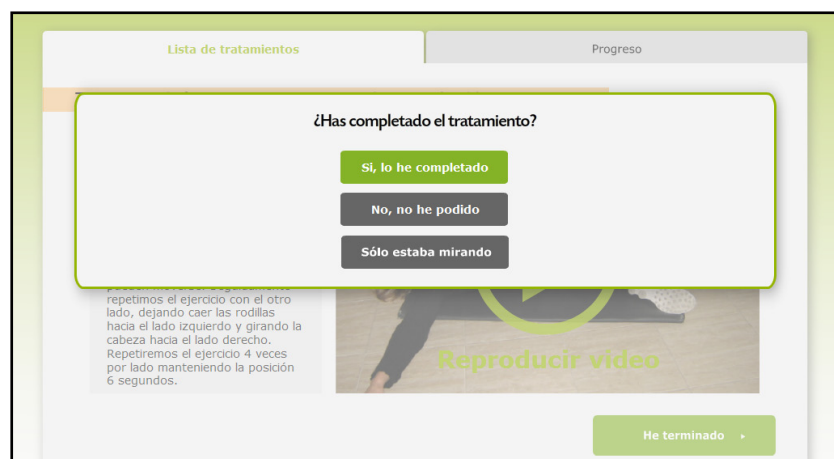 Lista de tratamientos
Progreso
¿Has completado el tratamiento?
Si, lo he completado
No, no he podido
Sólo estaba mirando
repetimos el ejercicio con el otro
lado, dejando caer las rodillas
hacia el lado izquierdo y girando la
cabeza hacia el lado derecho.
Repetiremos el ejercicio 4 veces
por lado manteniendo la posición
6 segundos.
Reproducir vídeo
He terminado